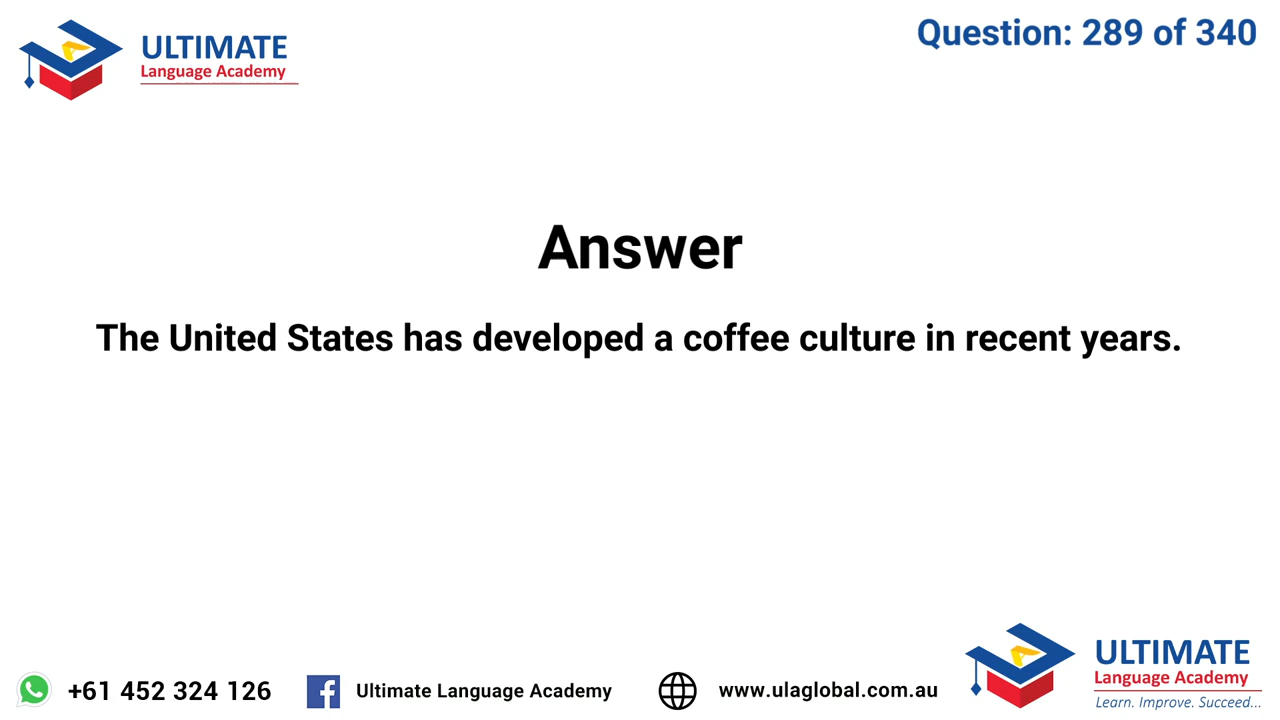 ULTIMATE
Language Academy
Question: 289 of 340
Answer
The United States has developed a coffee culture in recent years.
+61 452 324 126
Ultimate Language Academy
www.ulaglobal.com.au
ULTIMATE
Language Academy
Learn. Improve. Succeed...